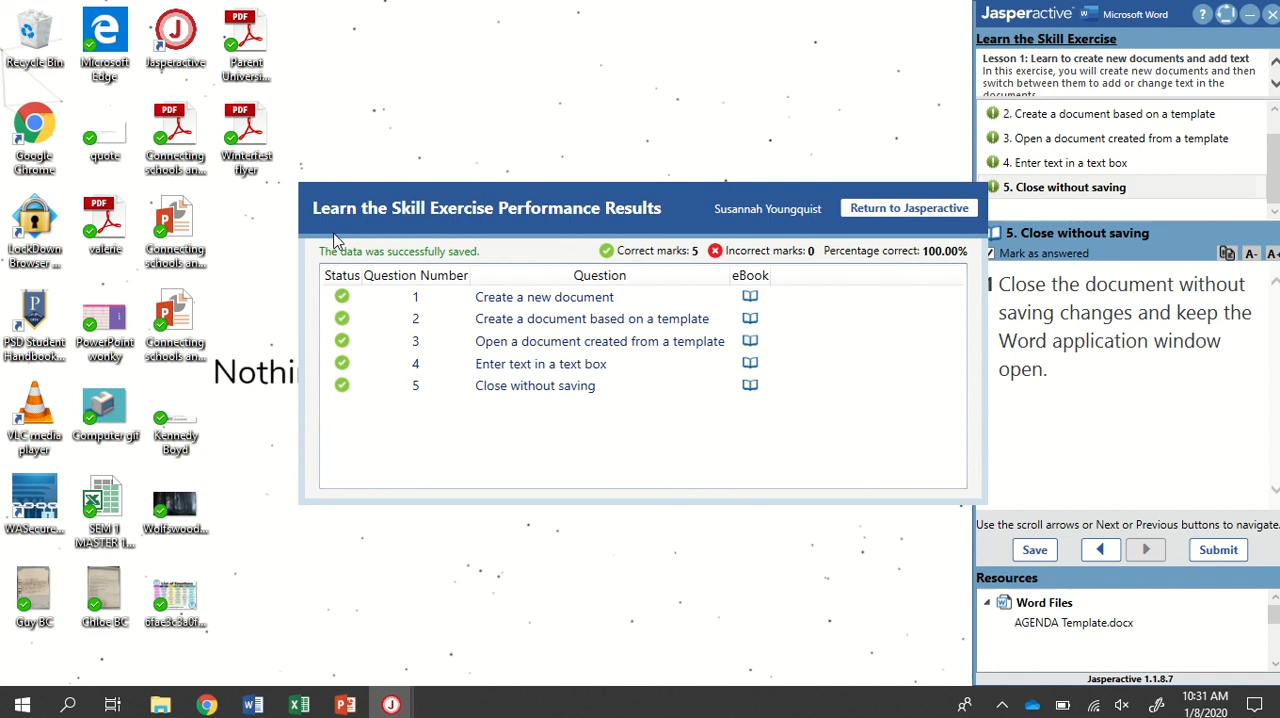 Recycle Bin
Microsoft Edge
Jasperactive
PDF
Parent Universi...
Google Chrome
quote
PDF
Connecting schools an...
PDF
Winterfest flyer
LockDown Browser ...
PDF
valerie
Connecting schools an...
PSD Student Handbook...
PowerPoint wonky
Connecting schools an...
Nothi
VLC media player
Computer gif
Kennedy Boyd
WASecure...
SEM 1 MASTER 1...
Wolfswood...
Guy BC
Chloe BC
6fae3c3a0f...
Learn the Skill Exercise Performance Results
Susannah Youngquist
Return to Jasperactive
The data was successfully saved.
Correct marks: 5 Incorrect marks: 0 Percentage correct: 100.00%
Status Question Number Question eBook
1 Create a new document
2 Create a document based on a template
3 Open a document created from a template
4 Enter text in a text box
5 Close without saving
Jasperactive Microsoft Word
Learn the Skill Exercise
Lesson 1: Learn to create new documents and add text
In this exercise, you will create new documents and then
switch between them to add or change text in the
documents
2. Create a document based on a template
3. Open a document created from a template
4. Enter text in a text box
5. Close without saving
5. Close without saving
Mark as answered
A- A+
1 Close the document without
saving changes and keep the
Word application window
open.
Use the scroll arrows or Next or Previous buttons to navigate.
Save
Submit
Resources
Word Files
AGENDA Template.docx
Jasperactive 1.1.8.7
10:31 AM
1/8/2020